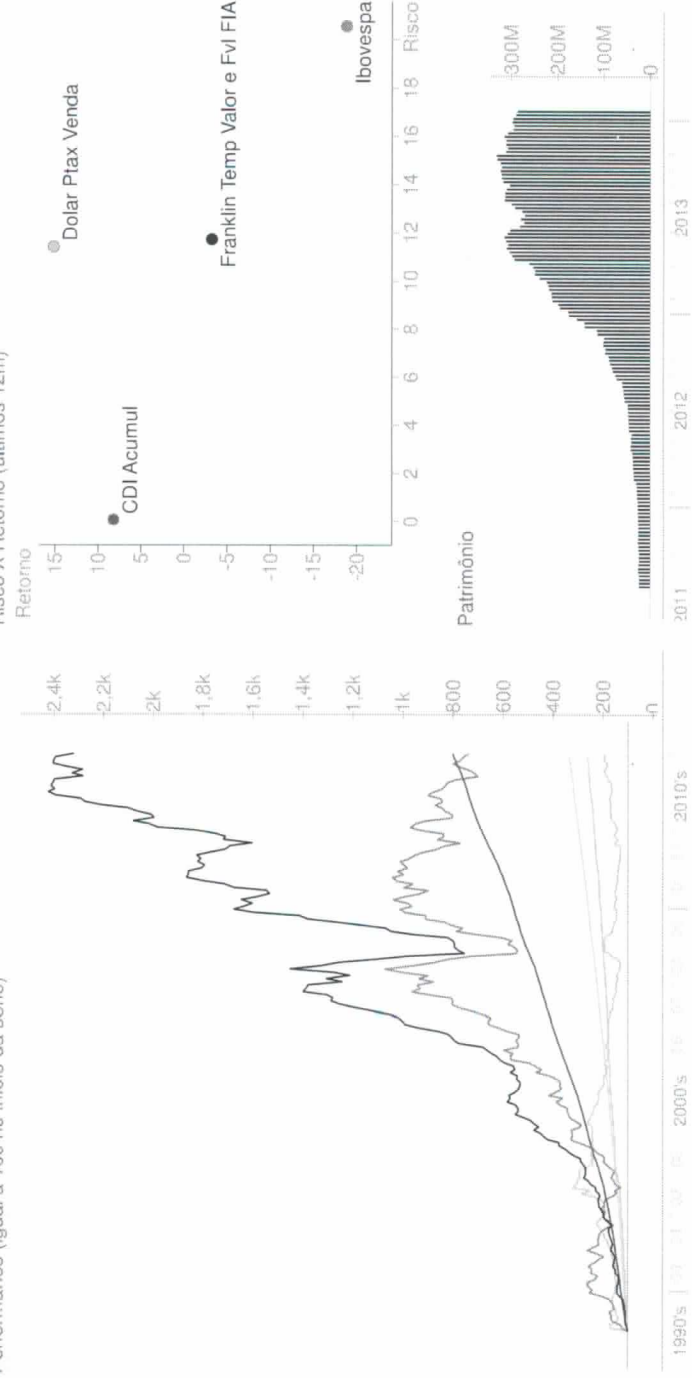 Performance (igual a 100 no início da série)
2,4k
2,2k
2k
1,8k
1,6k
1,4k
1,2k
1k
800
600
400
200
0
1990's
2000's
2010's
Risco X Retorno (últimos 12m)
Retorno
15
10
5
0
-5
-10
-15
-20
Dolar Ptax Venda
CDI Acumul
Franklin Temp Valor e Fvl FIA
Ibovespa
0
2
4
6
8
10
12
14
16
18
Risco
Patrimônio
300M
200M
100M
0
2011
2012
2013